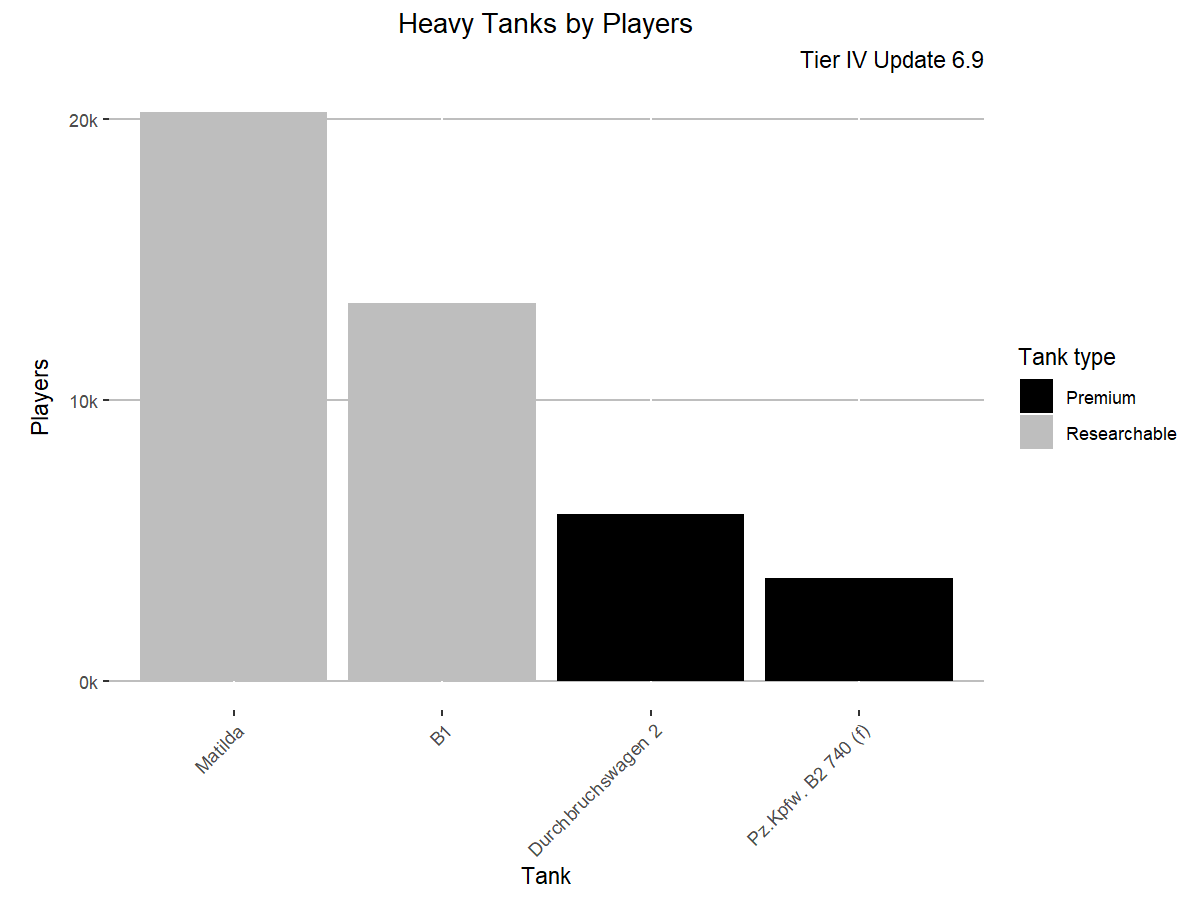 Heavy Tanks by Players
Tier IV Update 6.9
Players
20k
10k
0k
Matilda
B1
Durchbruchswagen 2
Pz.Kpfw. B2 740 (f)
Tank
Tank type
Premium
Researchable